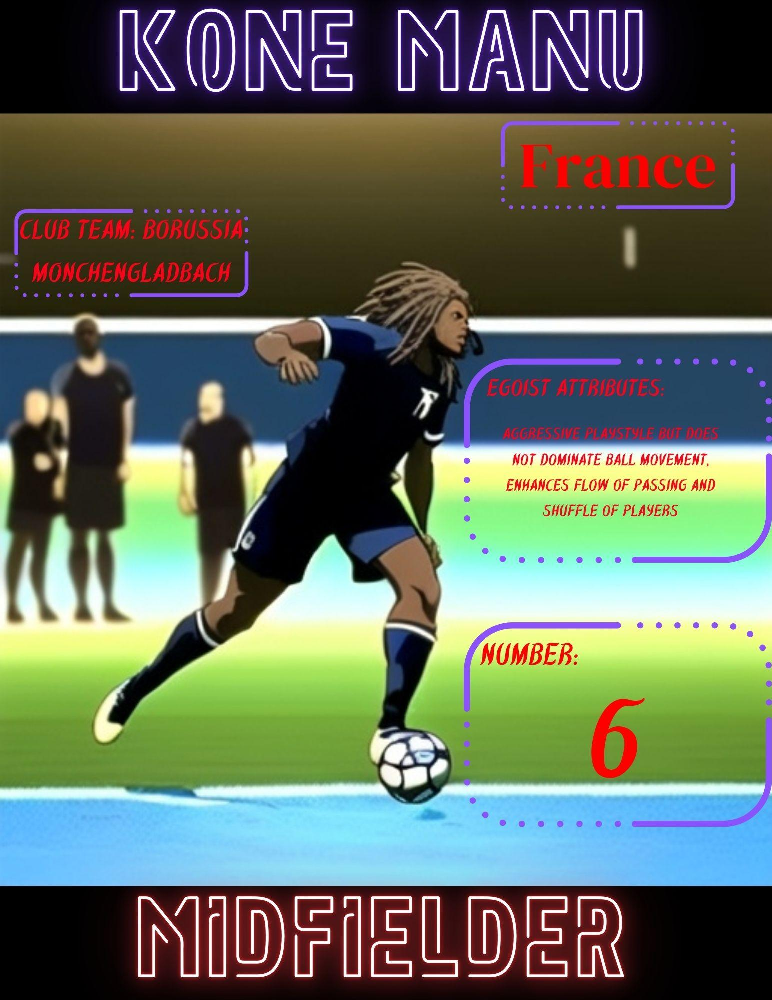 KONE MANU
France
CLUB TEAM: BORUSSIA
MONCHENGLADBACH
EGOIST ATTRIBUTES:
AGGRESSIVE PLAYSTYLE BUT DOES
NOT DOMINATE BALL MOVEMENT,
ENHANCES FLOW OF PASSING AND
SHUFFLE OF PLAYERS
NUMBER:
6
MIDFIELDER